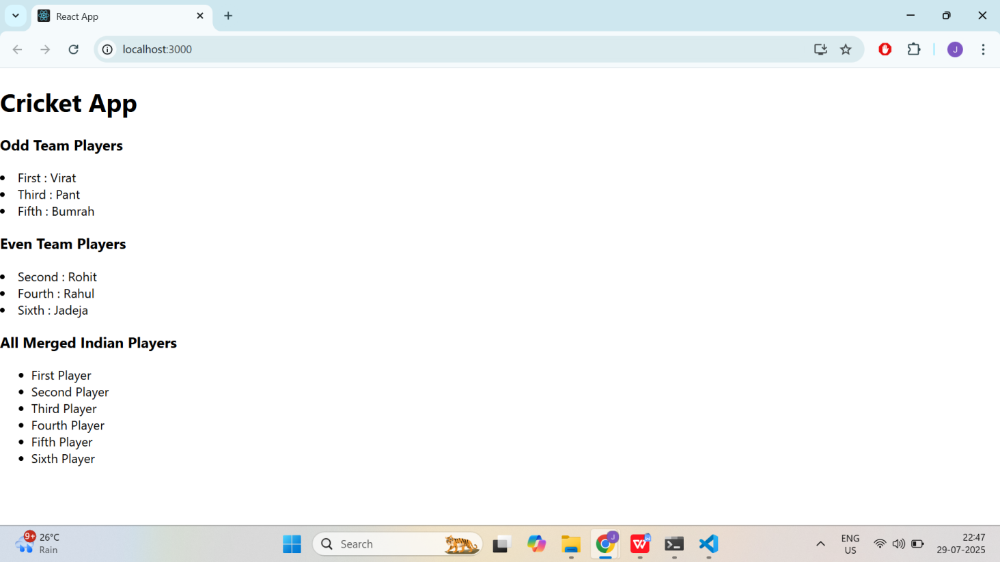 React App
localhost:3000
J
Cricket App
Odd Team Players
First : Virat
Third : Pant
Fifth : Bumrah
Even Team Players
Second : Rohit
Fourth : Rahul
Sixth : Jadeja
All Merged Indian Players
First Player
Second Player
Third Player
Fourth Player
Fifth Player
Sixth Player
9+
26°C
Rain
Search
J
W
ENG
US
22:47
29-07-2025